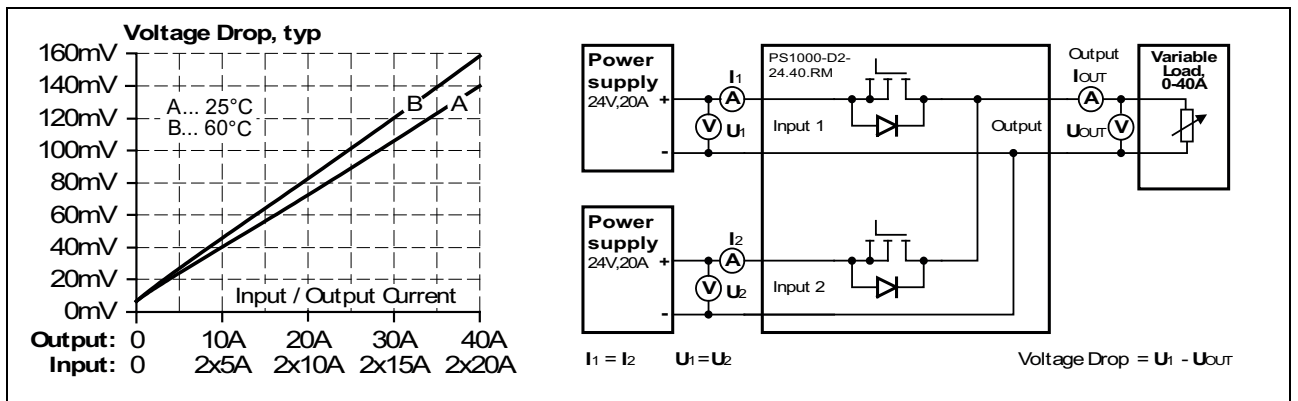 Voltage Drop, typ
160mV
140mV
120mV
100mV
80mV
60mV
40mV
20mV
0mV
A... 25°C
B... 60°C
B
A
Input / Output Current
Output: 0 10A 20A 30A 40A
Input: 0 2x5A 2x10A 2x15A 2x20A
Power
supply
24V,20A
+
-
I1
A
V
U1
PS1000-D2-
24.40.RM
Input 1
Output
Output
IOUT
A
UOUT
V
Variable
Load,
0-40A
Power
supply
24V,20A
+
-
I2
A
V
U2
Input 2
I1 = I2 U1=U2
Voltage Drop = U1 - UOUT